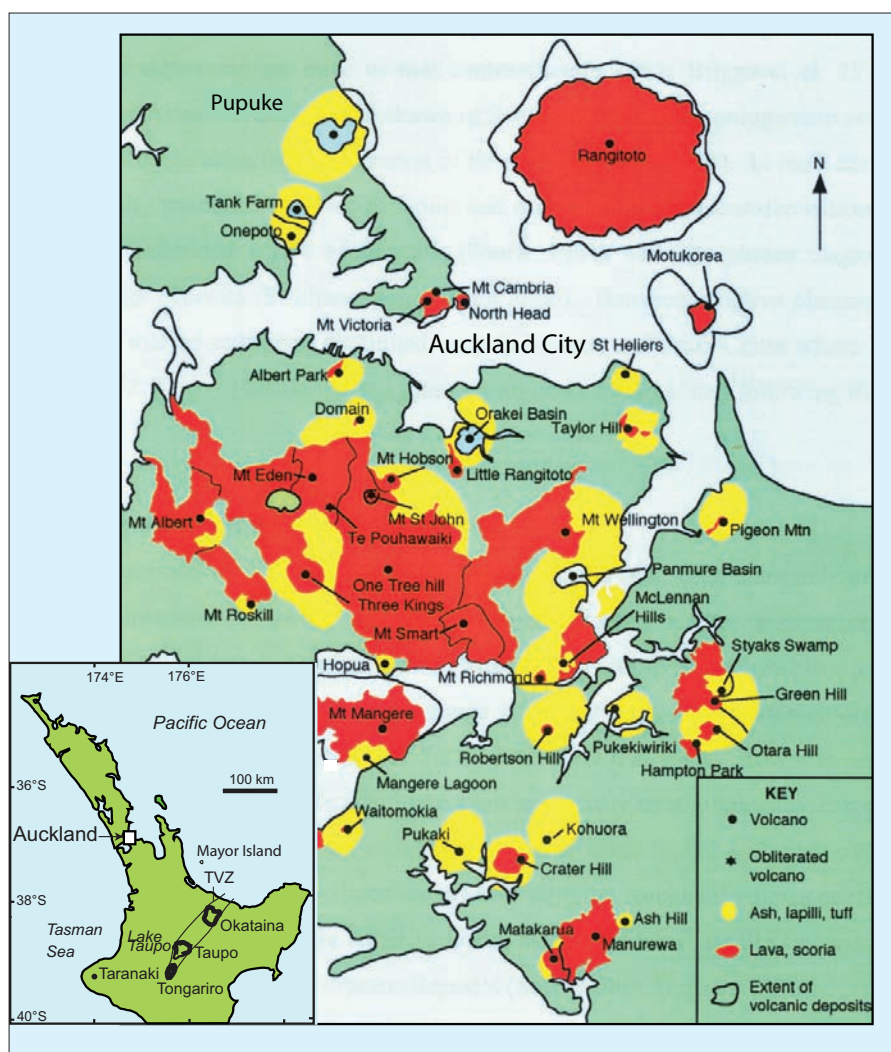 Pupuke
Rangitoto
N
Tank Farm
Onepoto
Motukorea
Mt Cambria
North Head
Mt Victoria
Auckland City
St Heliers
Albert Park
Domain
Orakei Basin
Taylor Hill
Mt Hobson
Little Rangitoto
Mt Eden
Mt St John
Mt Albert
Te Pouhawaiki
Mt Wellington
Pigeon Mtn
Panmure Basin
One Tree hill
Three Kings
McLennan
Hills
Mt Roskill
Mt Smart
Styaks Swamp
Hopua
Mt Richmond
Green Hill
Mt Mangere
Robertson Hill
Pukekiwiriki
Otara Hill
Hampton Park
Mangere Lagoon
Waitomokia
Pukaki
Kohuora
Crater Hill
Ash Hill
Matakarua
Manurewa
KEY
Volcano
Obliterated
volcano
Ash, lapilli, tuff
Lava, scoria
Extent of
volcanic deposits
174°E
176°E
Pacific Ocean
100 km
36°S
Auckland
Mayor Island
TVZ
38°S
Okataina
Tasman
Sea
Lake
Taupo
Taupo
Taranaki
Tongariro
40°S